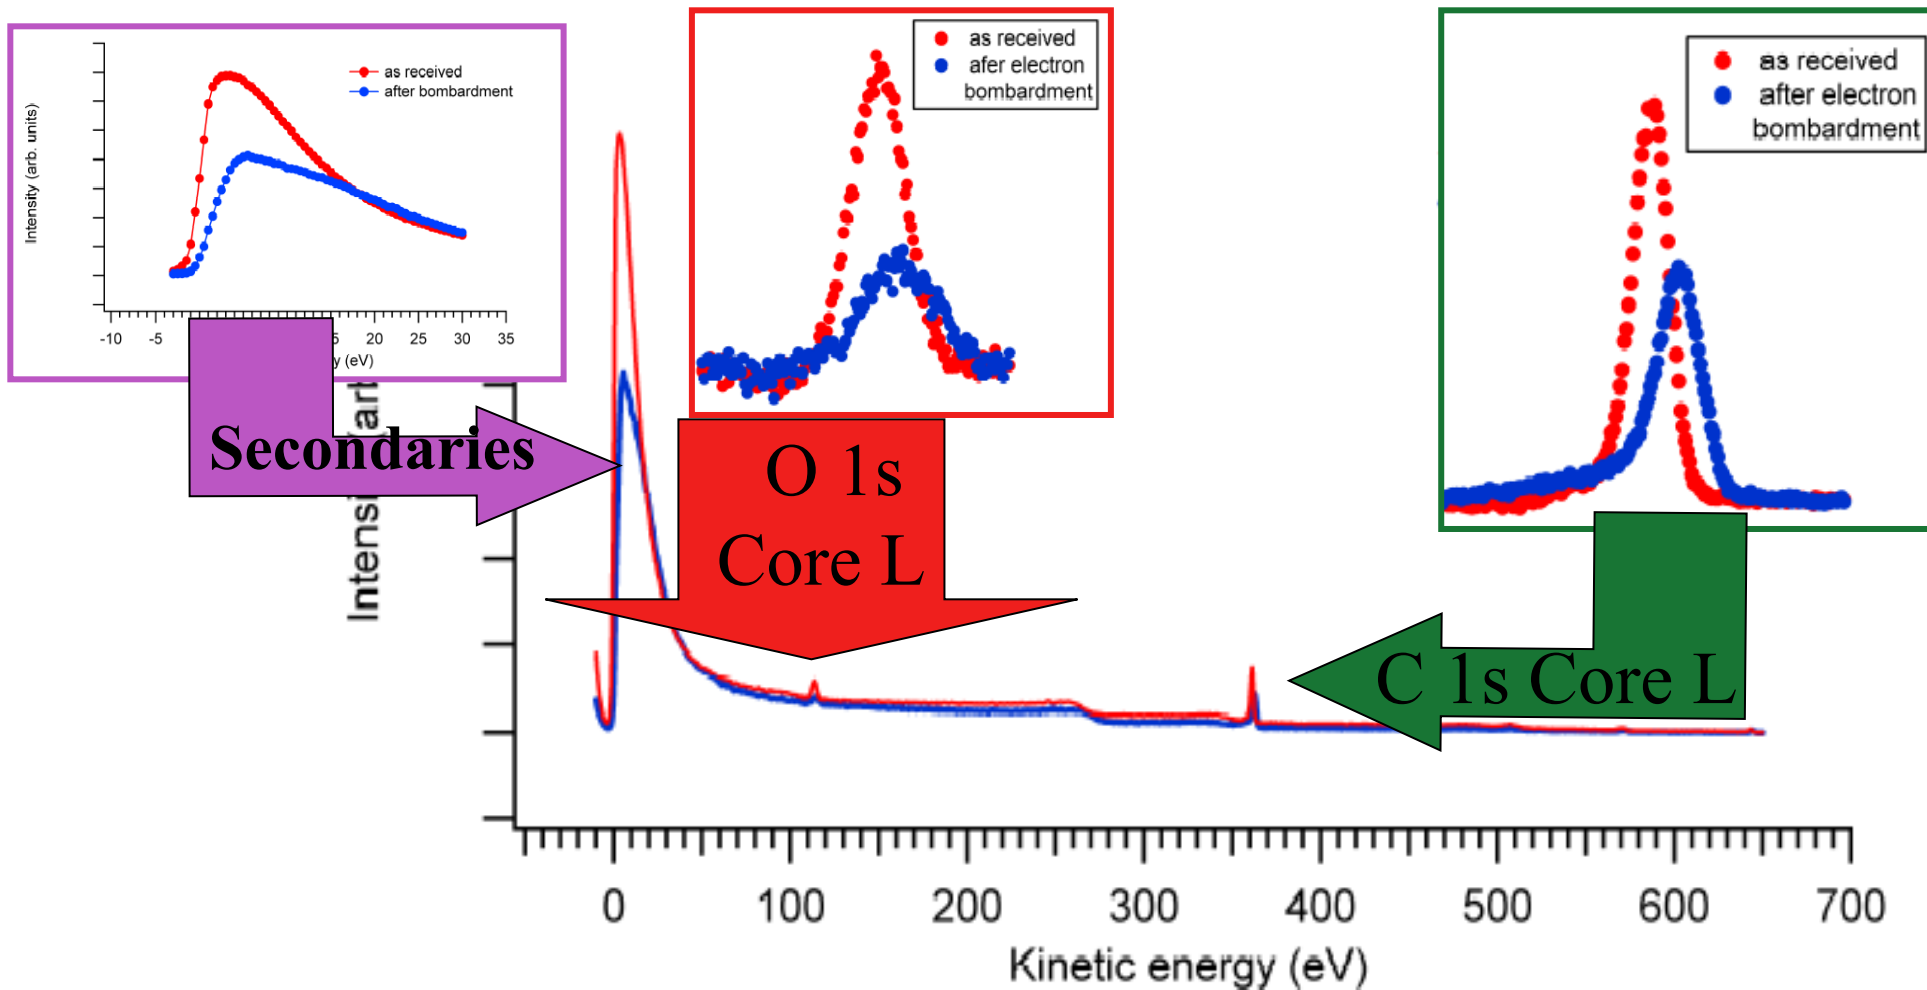 as received
after bombardment
Intensity (arb. units)
-10 -5 20 25 30 35
(eV)
as received
afer electron
bombardment
as received
after electron
bombardment
Secondaries
O 1s
Core L
C 1s Core L
0 100 200 300 400 500 600 700
Kinetic energy (eV)